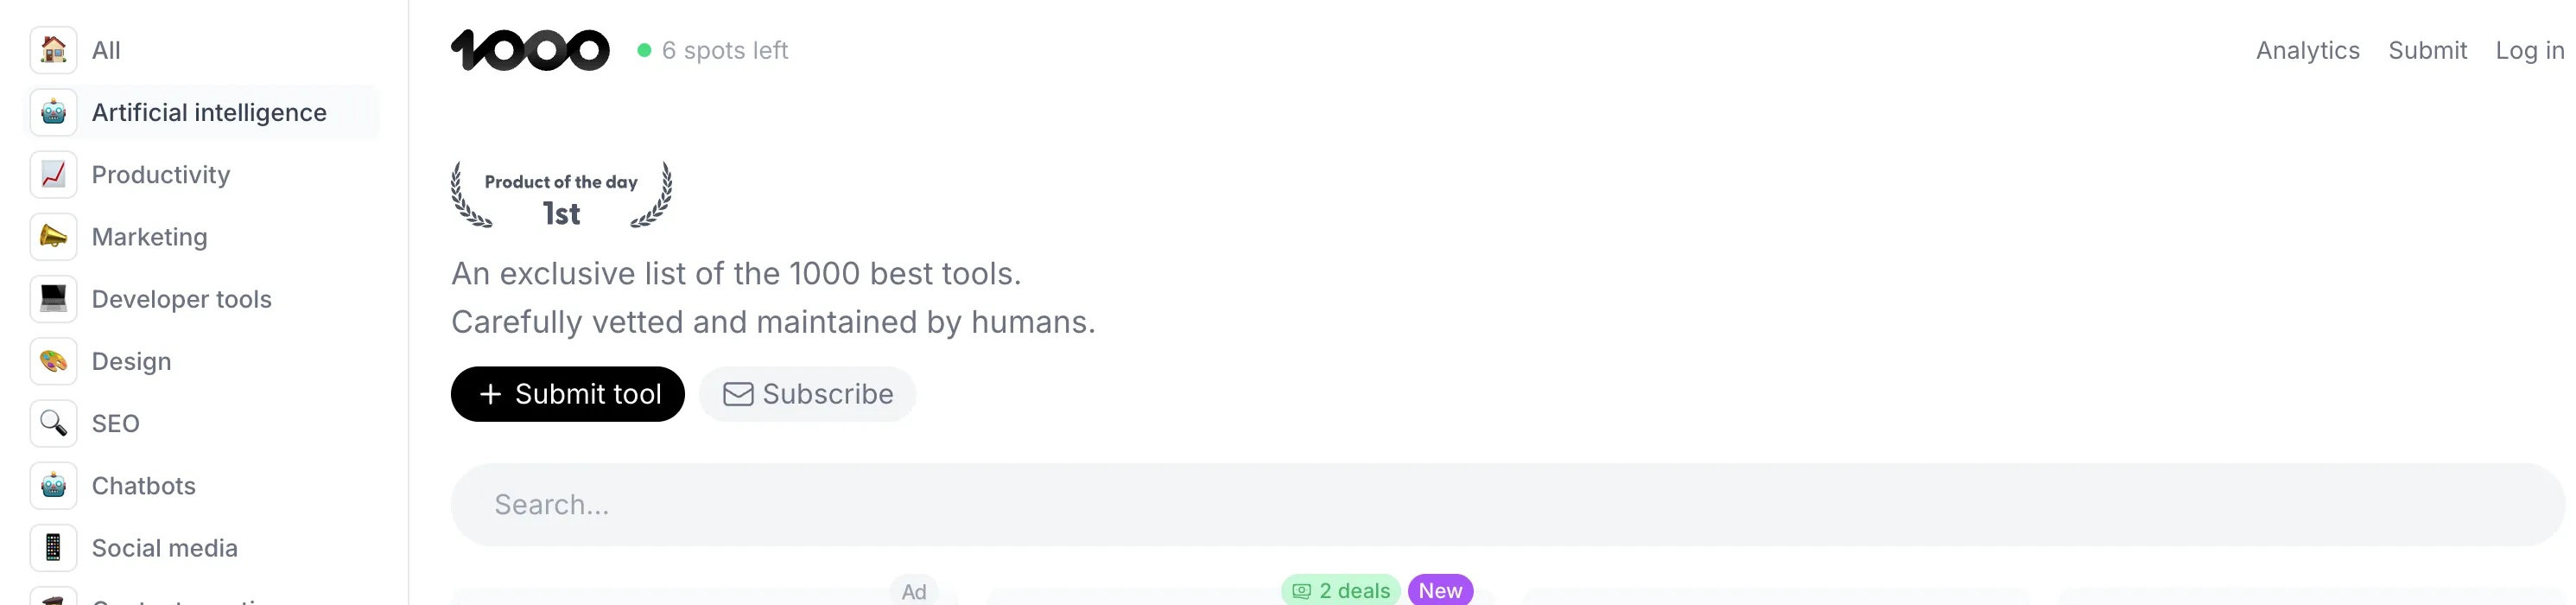 All
Artificial intelligence
Productivity
Marketing
Developer tools
Design
SEO
Chatbots
Social media
1000
6 spots left
Analytics
Submit
Log in
Product of the day
1st
An exclusive list of the 1000 best tools.
Carefully vetted and maintained by humans.
+ Submit tool
Subscribe
Search...
Ad
2 deals
New